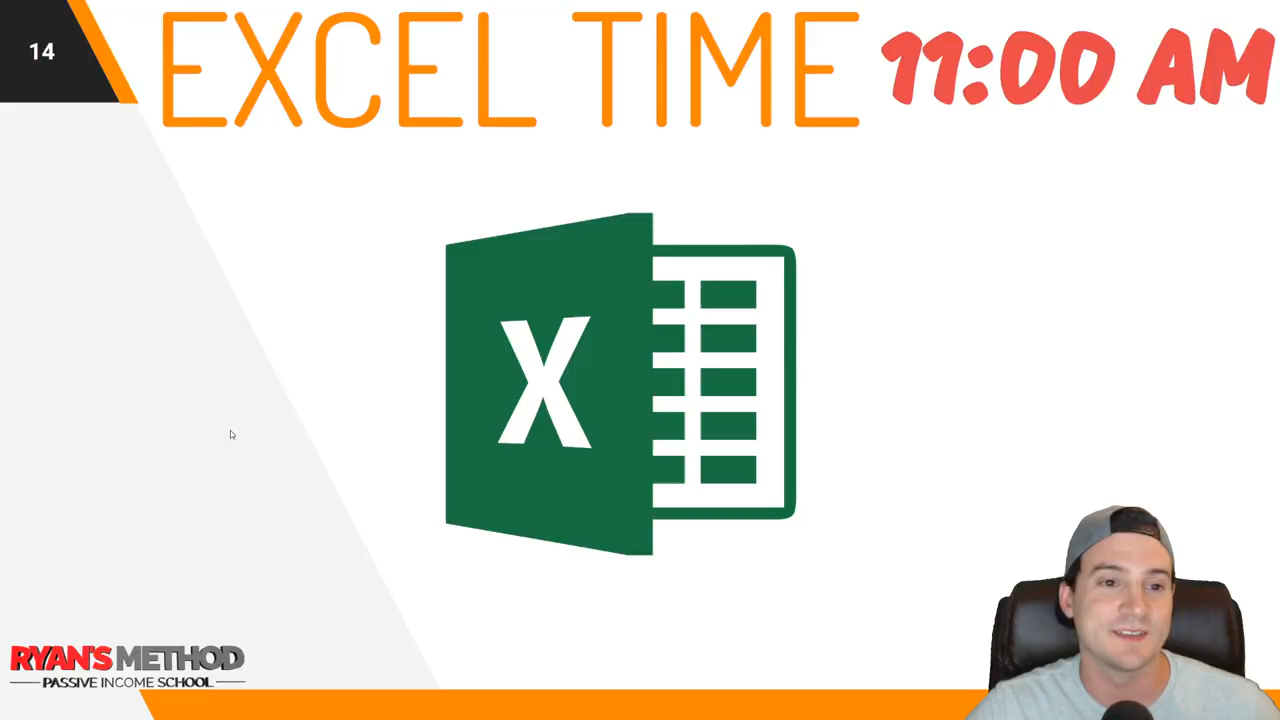 14
EXCEL TIME
11:00 AM
X
RYAN'S METHOD
PASSIVE INCOME SCHOOL